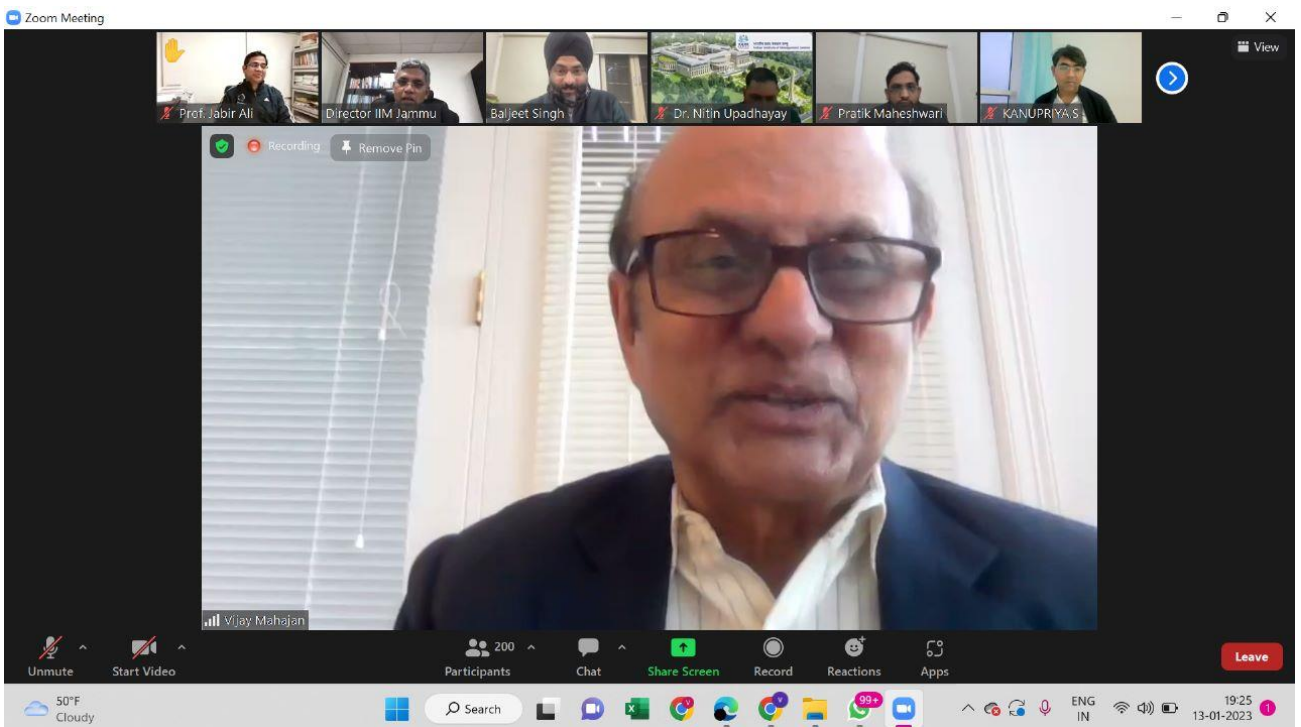 Zoom Meeting
View
Prof. Jabir Ali
Director IIM Jammu
Baljeet Singh
Dr. Nitin Upadhayay
Pratik Maheshwari
KANUPRIYA.S
Recording
Remove Pin
Vijay Mahajan
Unmute
Start Video
200
Participants
Chat
Share Screen
Record
Reactions
Apps
Leave
50°F
Cloudy
Search
99+
ENG
IN
19:25
13-01-2023
1